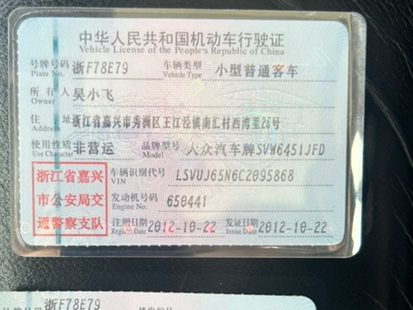 中华人民共和国机动车行驶证
Vehicle License of the People's Republic of China
号牌号码 浙F78E79 车辆类型 小型普通客车
Plate No. Vehicle Type
所有人 吴小飞
Owner
住址 浙江省嘉兴市秀洲区王江泾镇南汇村西湾里26号
Address
使用性质 非营运 品牌型号 大众汽车牌SVW6451JFD
Use Character Model
浙江省嘉兴
市公安局交
通警察支队
车辆识别代号 LSVUJ65N6C2095868
VIN
发动机号码 650441
Engine No.
注册日期 2012-10-22 发证日期 2012-10-22
Register Date Issue Date
浙F78E79